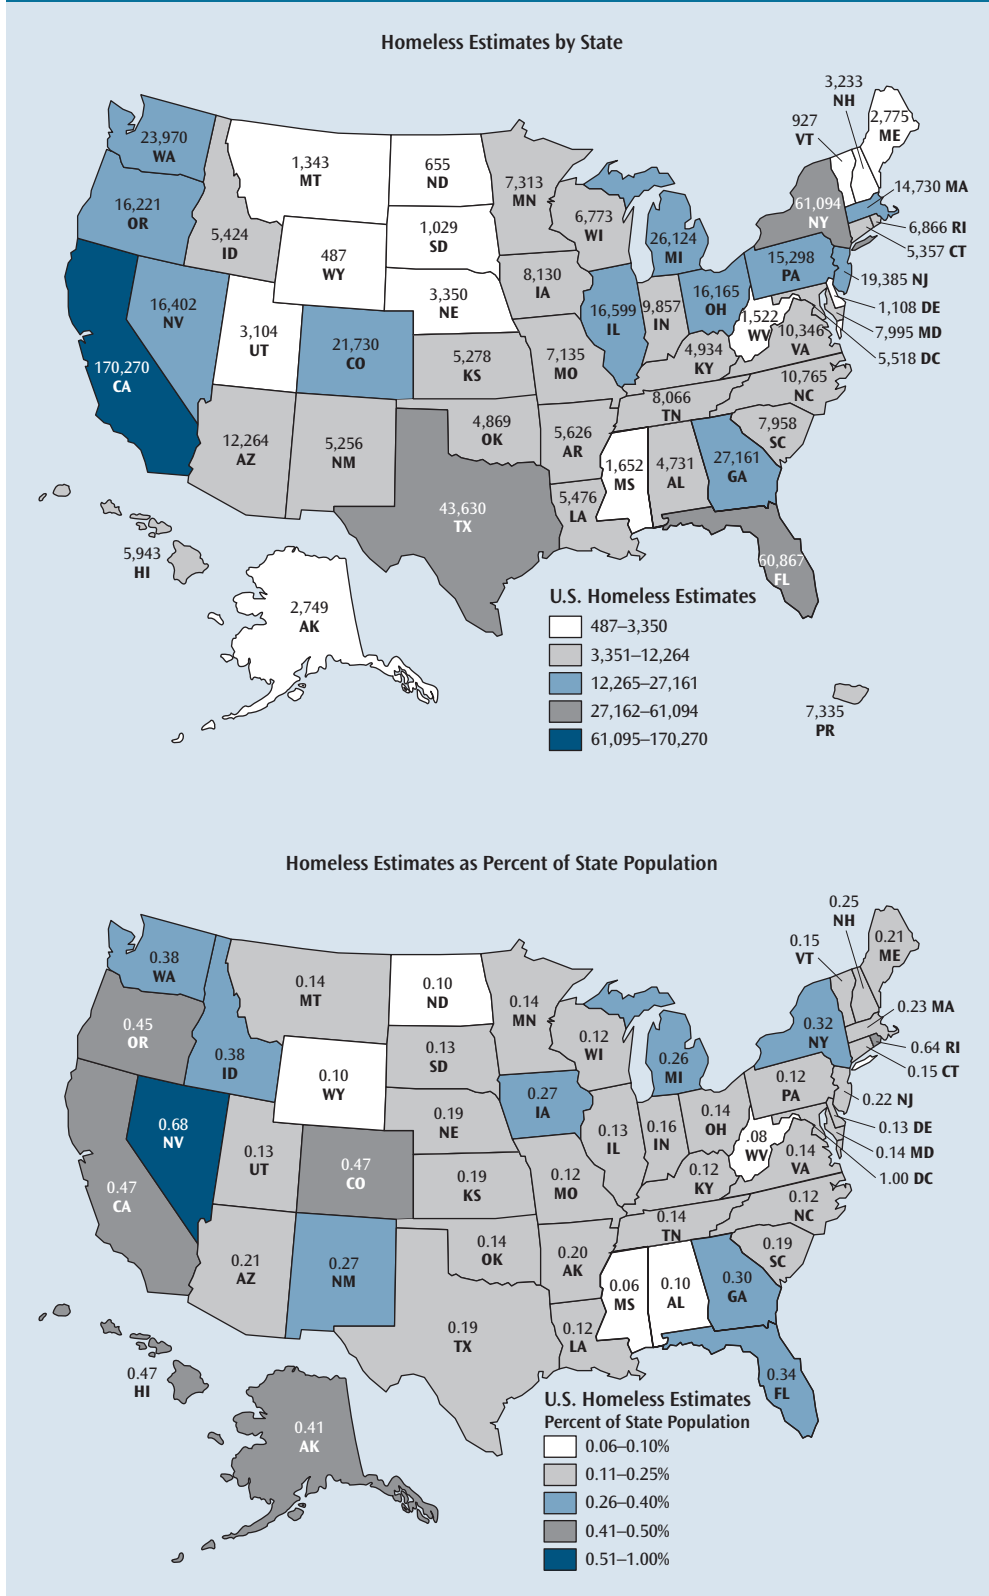 Homeless Estimates by State
3,233
NH
927
VT
2,775
ME
23,970
WA
1,343
MT
655
ND
7,313
MN
14,730 MA
16,221
OR
5,424
ID
1,029
SD
6,773
WI
26,124
MI
61,094
NY
6,866 RI
5,357 CT
487
WY
15,298
PA
19,385 NJ
8,130
IA
16,402
NV
3,350
NE
16,599
IL
9,857
IN
16,165
OH
1,108 DE
3,104
UT
21,730
CO
1,522
WV
10,346
VA
7,995 MD
5,518 DC
170,270
CA
5,278
KS
7,135
MO
4,934
KY
10,765
NC
8,066
TN
12,264
AZ
5,256
NM
4,869
OK
5,626
AR
7,958
SC
1,652
MS
4,731
AL
27,161
GA
5,476
LA
43,630
TX
5,943
HI
60,867
FL
2,749
AK
U.S. Homeless Estimates
487–3,350
3,351–12,264
12,265–27,161
27,162–61,094
61,095–170,270
7,335
PR
Homeless Estimates as Percent of State Population
0.25
NH
0.15
VT
0.21
ME
0.38
WA
0.14
MT
0.10
ND
0.14
MN
0.23 MA
0.45
OR
0.38
ID
0.13
SD
0.12
WI
0.26
MI
0.32
NY
0.64 RI
0.15 CT
0.10
WY
0.27
IA
0.12
PA
0.22 NJ
0.68
NV
0.19
NE
0.13
IL
0.16
IN
0.14
OH
0.13 DE
0.13
UT
0.47
CO
.08
WV
0.14
VA
0.14 MD
1.00 DC
0.47
CA
0.19
KS
0.12
MO
0.12
KY
0.12
NC
0.14
TN
0.21
AZ
0.27
NM
0.14
OK
0.20
AK
0.19
SC
0.06
MS
0.10
AL
0.30
GA
0.19
TX
0.12
LA
0.47
HI
0.34
FL
0.41
AK
U.S. Homeless Estimates
Percent of State Population
0.06–0.10%
0.11–0.25%
0.26–0.40%
0.41–0.50%
0.51–1.00%